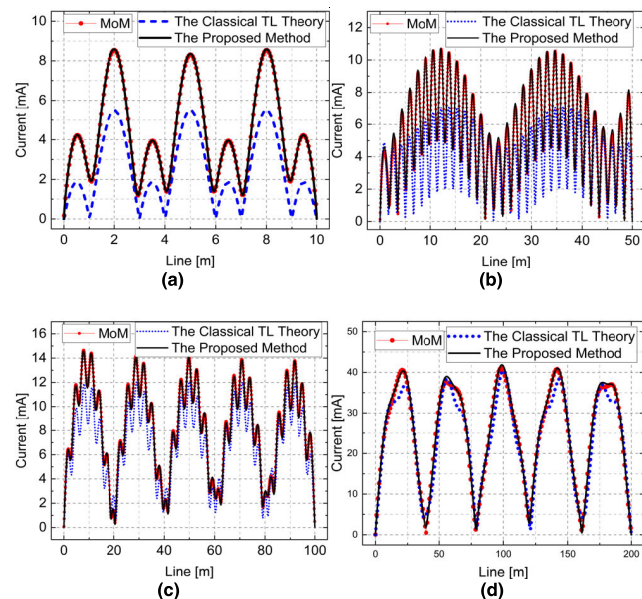 MoM
The Classical TL Theory
The Proposed Method
Current [mA]
10
8
6
4
2
0
0 2 4 6 8 10
Line [m]
(a)
MoM
The Classical TL Theory
The Proposed Method
Current [mA]
12
10
8
6
4
2
0
0 10 20 30 40 50
Line [m]
(b)
MoM
The Classical TL Theory
The Proposed Method
Current [mA]
16
14
12
10
8
6
4
2
0
0 20 40 60 80 100
Line [m]
(c)
MoM
The Classical TL Theory
The Proposed Method
Current [mA]
50
40
30
20
10
0
0 50 100 150 200
Line [m]
(d)